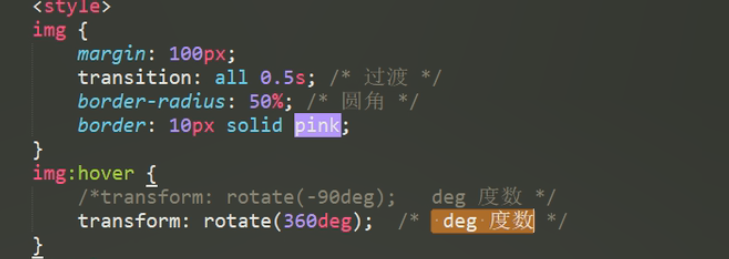 <style>
img {
margin: 100px;
transition: all 0.5s; /* 过渡 */
border-radius: 50%; /* 圆角 */
border: 10px solid pink;
}
img:hover {
/*transform: rotate(-90deg);   deg 度数 */
transform: rotate(360deg);  /*  deg 度数 */
}